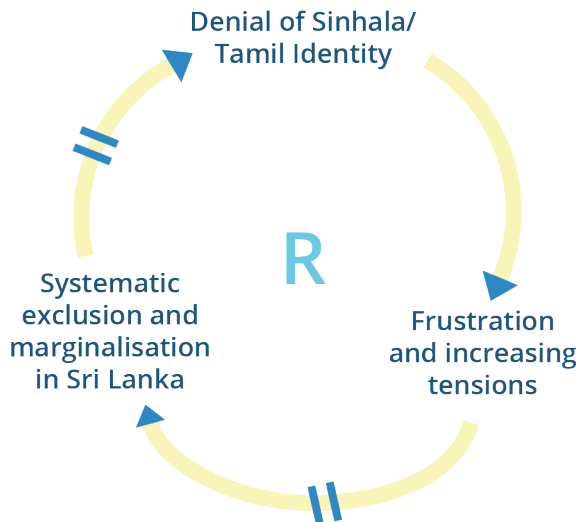 Denial of Sinhala/
Tamil Identity
R
Systematic
exclusion and
marginalisation
in Sri Lanka
Frustration
and increasing
tensions